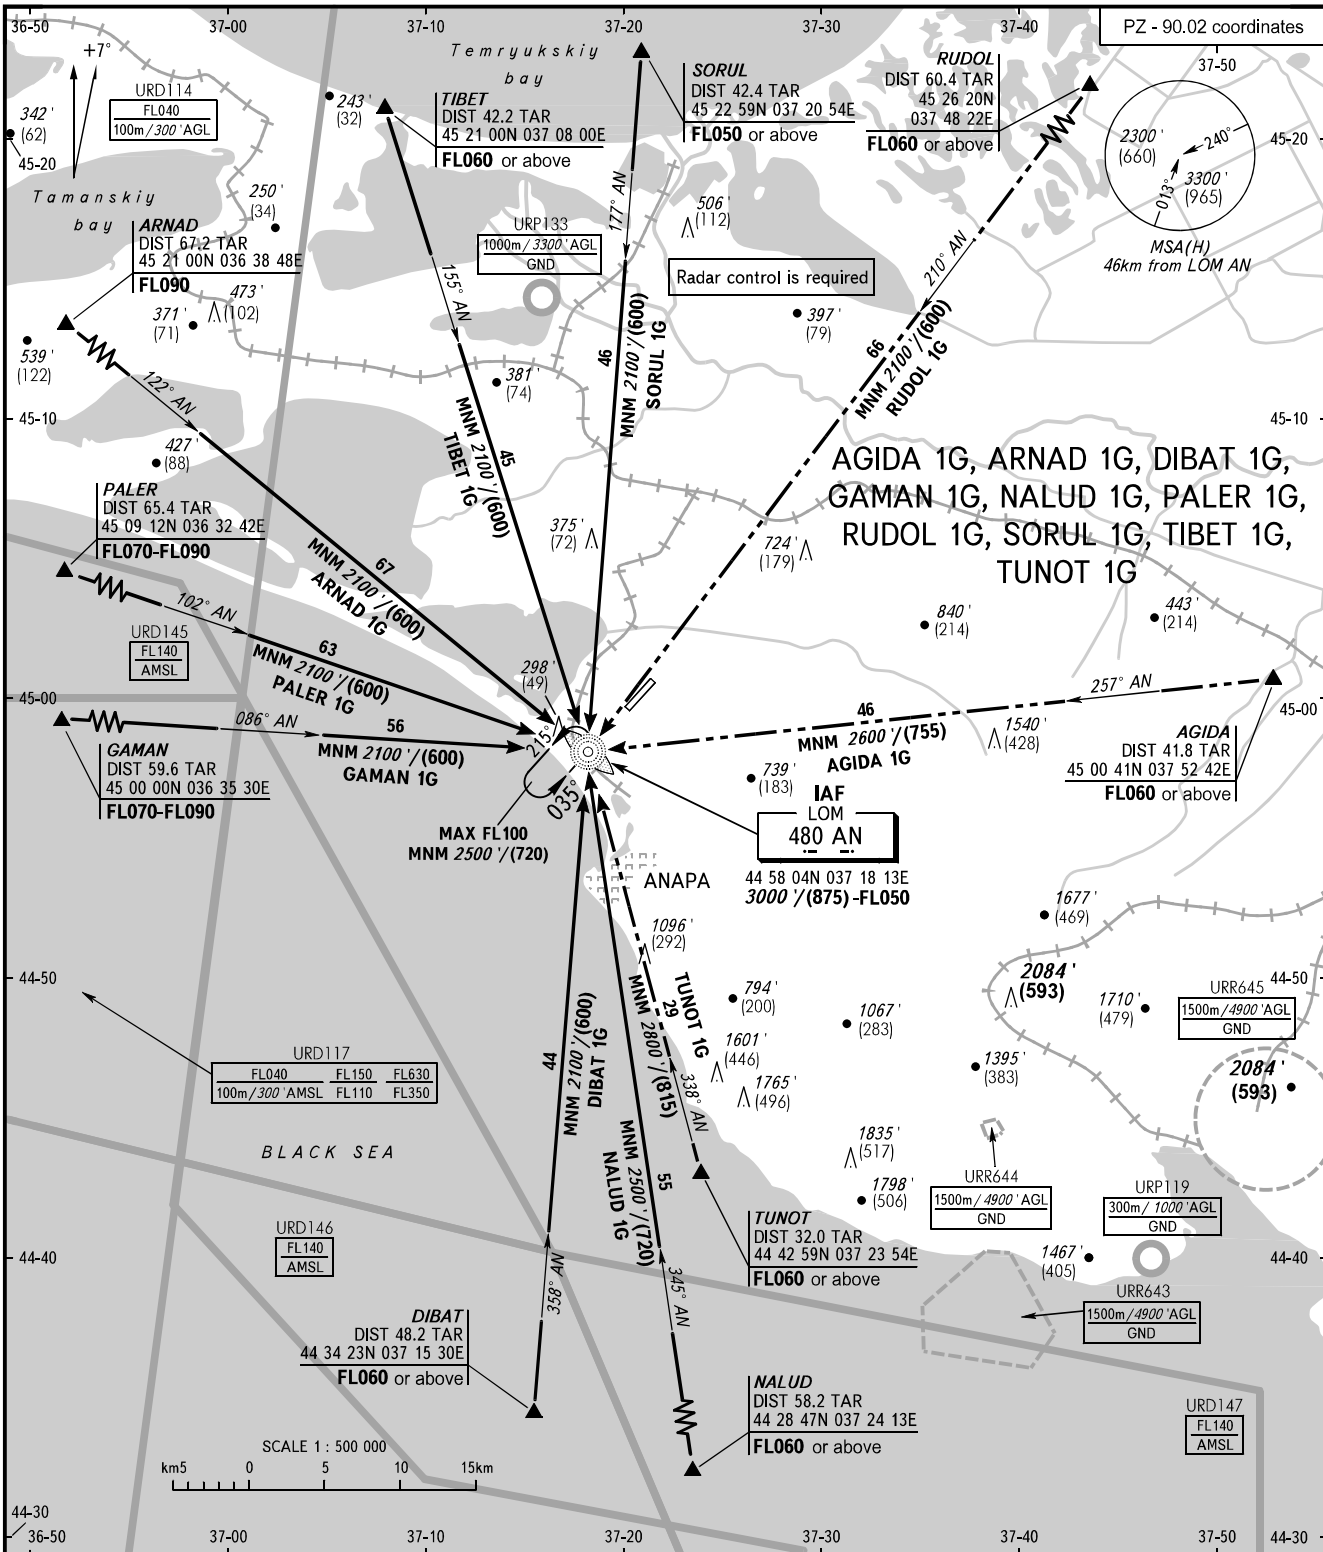 36-50
37-00
37-10
37-20
37-30
37-40
PZ - 90.02 coordinates
37-50
+7°
URD114
FL040
100m/300'AGL
342'
(62)
45-20
243'
(32)
Temryukskiy
bay
TIBET
DIST 42.2 TAR
45 21 00N 037 08 00E
FL060 or above
SORUL
DIST 42.4 TAR
45 22 59N 037 20 54E
FL050 or above
RUDOL
DIST 60.4 TAR
45 26 20N
037 48 22E
FL060 or above
2300'
(660)
240°
3300'
(965)
013°
MSA(H)
46km from LOM AN
45-20
Tamanskiy
bay
250'
(34)
ARNAD
DIST 67.2 TAR
45 21 00N 036 38 48E
FL090
473'
(102)
371'
(71)
539'
(122)
URP133
1000m/3300'AGL
GND
506'
(112)
Radar control is required
397'
(79)
381'
(74)
155° AN
177° AN
210° AN
122° AN
45
MNM 2100'/(600)
TIBET 1G
46
MNM 2100'/(600)
SORUL 1G
66
MNM 2100'/(600)
RUDOL 1G
45-10
45-10
427'
(88)
AGIDA 1G, ARNAD 1G, DIBAT 1G,
GAMAN 1G, NALUD 1G, PALER 1G,
RUDOL 1G, SORUL 1G, TIBET 1G,
TUNOT 1G
PALER
DIST 65.4 TAR
45 09 12N 036 32 42E
FL070-FL090
375'
(72)
724'
(179)
67
MNM 2100'/(600)
ARNAD 1G
102° AN
URD145
FL140
AMSL
63
MNM 2100'/(600)
PALER 1G
298'
(49)
840'
(214)
443'
(214)
45-00
45-00
257° AN
46
MNM 2600'/(755)
AGIDA 1G
1540'
(428)
AGIDA
DIST 41.8 TAR
45 00 41N 037 52 42E
FL060 or above
086° AN
56
MNM 2100'/(600)
GAMAN 1G
GAMAN
DIST 59.6 TAR
45 00 00N 036 35 30E
FL070-FL090
215°
035°
MAX FL100
MNM 2500'/(720)
739'
(183)
IAF
LOM
480 AN
44 58 04N 037 18 13E
3000'/(875)-FL050
ANAPA
1677'
(469)
1096'
(292)
44-50
44-50
2084'
(593)
1710'
(479)
URR645
1500m/4900'AGL
GND
794'
(200)
1067'
(283)
1601'
(446)
1765'
(496)
1395'
(383)
2084'
(593)
TUNOT 1G
29
MNM 2800'/(815)
338° AN
URD117
FL040 FL150 FL630
100m/300'AMSL FL110 FL350
44
MNM 2100'/(600)
DIBAT 1G
55
MNM 2500'/(720)
NALUD 1G
BLACK SEA
1835'
(517)
1798'
(506)
URR644
1500m/4900'AGL
GND
URP119
300m/1000'AGL
GND
URD146
FL140
AMSL
TUNOT
DIST 32.0 TAR
44 42 59N 037 23 54E
FL060 or above
1467'
(405)
44-40
44-40
358° AN
345° AN
URR643
1500m/4900'AGL
GND
DIBAT
DIST 48.2 TAR
44 34 23N 037 15 30E
FL060 or above
NALUD
DIST 58.2 TAR
44 28 47N 037 24 13E
FL060 or above
URD147
FL140
AMSL
SCALE 1 : 500 000
km5 0 5 10 15km
44-30
36-50
37-00
37-10
37-20
37-30
37-40
37-50
44-30